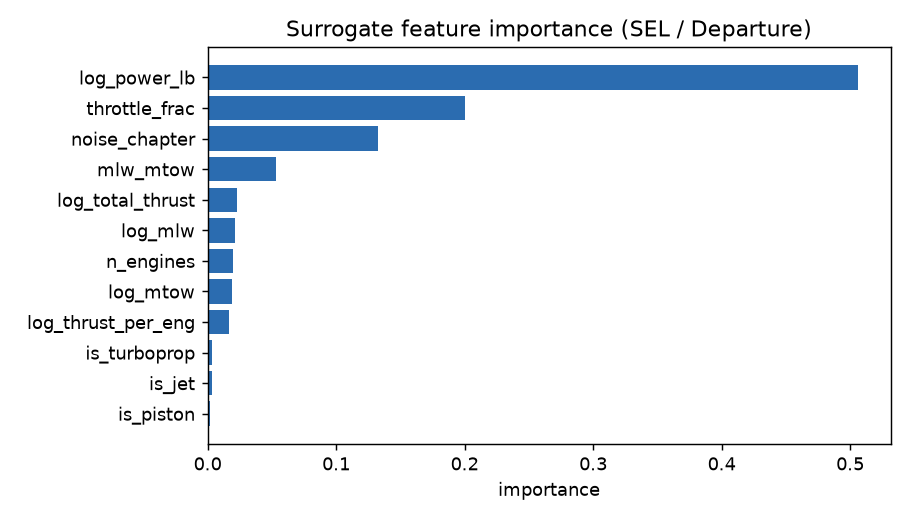 Surrogate feature importance (SEL / Departure)
log_power_lb
throttle_frac
noise_chapter
mlw_mtow
log_total_thrust
log_mlw
n_engines
log_mtow
log_thrust_per_eng
is_turboprop
is_jet
is_piston
0.0 0.1 0.2 0.3 0.4 0.5
importance